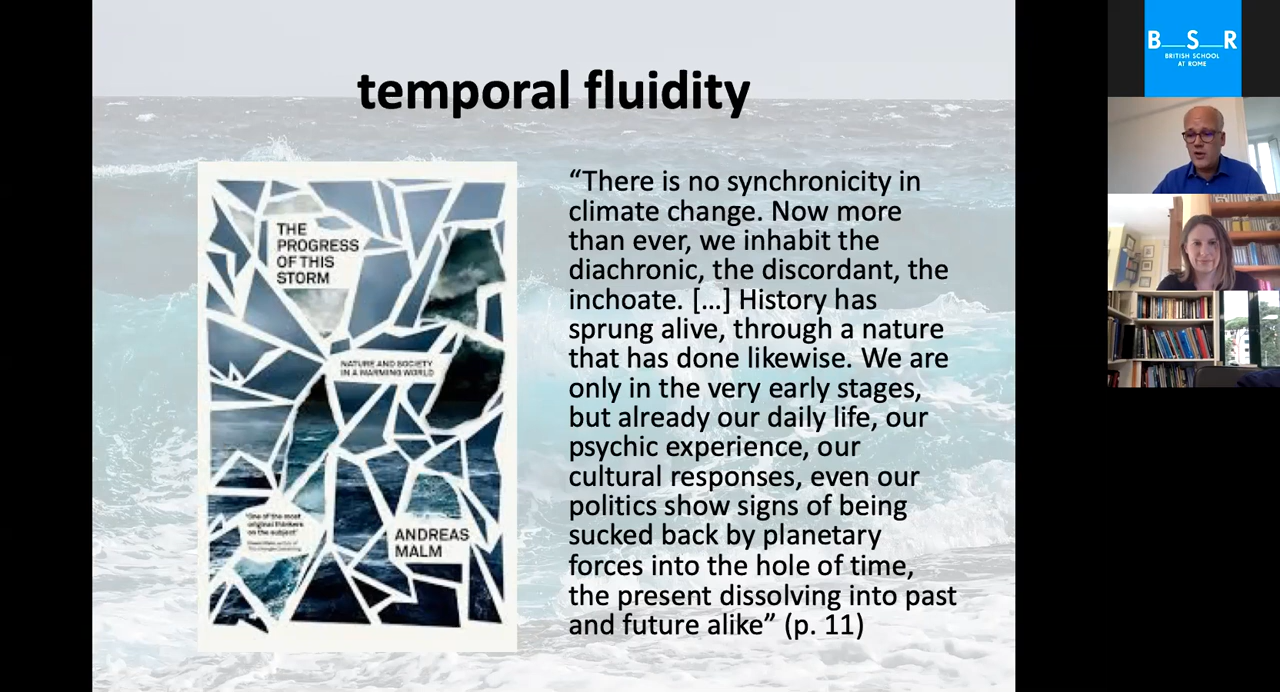 temporal fluidity
THE
PROGRESS
OF THIS
STORM
NATURE AND SOCIETY
IN A WARMING WORLD
"One of the most
original thinkers
on the subject"
ANDREAS
MALM
“There is no synchronicity in
climate change. Now more
than ever, we inhabit the
diachronic, the discordant, the
inchoate. […] History has
sprung alive, through a nature
that has done likewise. We are
only in the very early stages,
but already our daily life, our
psychic experience, our
cultural responses, even our
politics show signs of being
sucked back by planetary
forces into the hole of time,
the present dissolving into past
and future alike” (p. 11)
B__S__R
BRITISH SCHOOL
AT ROME